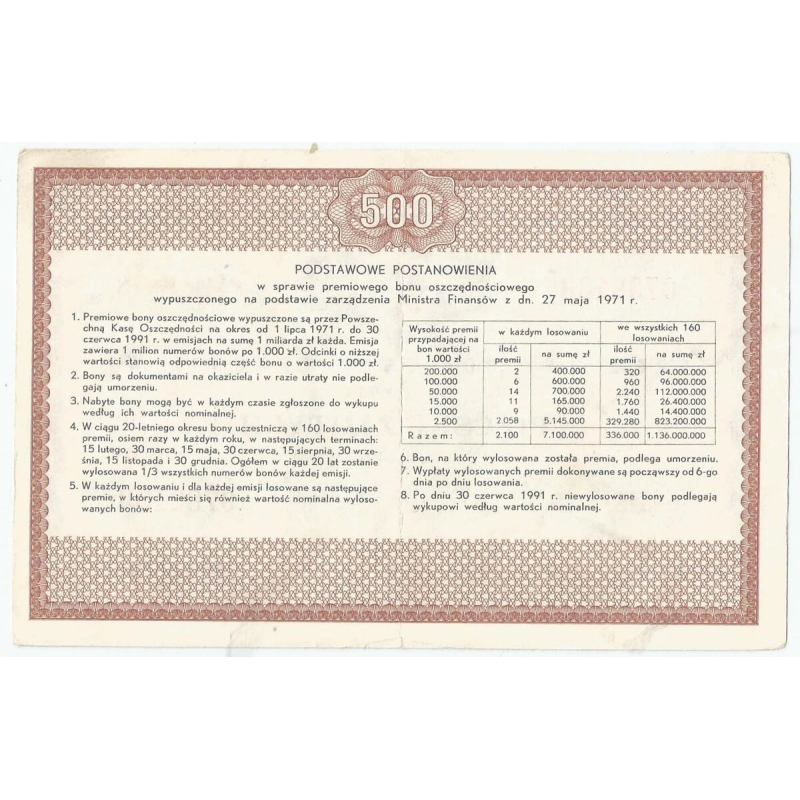 500
PODSTAWOWE POSTANOWIENIA
w sprawie premiowego bonu oszczędnościowego
wypuszczonego na podstawie zarządzenia Ministra Finansów z dn. 27 maja 1971 r.
1. Premiowe bony oszczędnościowe wypuszczone są przez Powsze-
chną Kasę Oszczędności na okres od 1 lipca 1971 r. do 30
czerwca 1991 r. w emisjach na sumę 1 miliarda zł każda. Emisja
zawiera 1 milion numerów bonów po 1.000 zł. Odcinki o niższej
wartości stanowią odpowiednią część bonu o wartości 1.000 zł.
2. Bony są dokumentami na okaziciela i w razie utraty nie podle-
gają umorzeniu.
3. Nabyte bony mogą być w każdym czasie zgłoszone do wykupu
według ich wartości nominalnej.
4. W ciągu 20-letniego okresu bony uczestniczą w 160 losowaniach
premii, osiem razy w każdym roku, w następujących terminach:
15 lutego, 30 marca, 15 maja, 30 czerwca, 15 sierpnia, 30 wrze-
śnia, 15 listopada i 30 grudnia. Ogółem w ciągu 20 lat zostanie
wylosowana 1/3 wszystkich numerów bonów każdej emisji.
5. W każdym losowaniu i dla każdej emisji losowane są następujące
premie, w których mieści się również wartość nominalna wyloso-
wanych bonów:
Wysokość premii przypadającej na bon wartości 1.000 zł | w każdym losowaniu | we wszystkich 160 losowaniach
ilość premii | na sumę zł | ilość premii | na sumę zł
200.000 | 2 | 400.000 | 320 | 64.000.000
100.000 | 6 | 600.000 | 960 | 96.000.000
50.000 | 14 | 700.000 | 2.240 | 112.000.000
15.000 | 11 | 165.000 | 1.760 | 26.400.000
10.000 | 9 | 90.000 | 1.440 | 14.400.000
2.500 | 2.058 | 5.145.000 | 329.280 | 823.200.000
Razem: | 2.100 | 7.100.000 | 336.000 | 1.136.000.000
6. Bon, na który wylosowana została premia, podlega umorzeniu.
7. Wypłaty wylosowanych premii dokonywane są począwszy od 6-go
dnia po dniu losowania.
8. Po dniu 30 czerwca 1991 r. niewylosowane bony podlegają
wykupowi według wartości nominalnej.